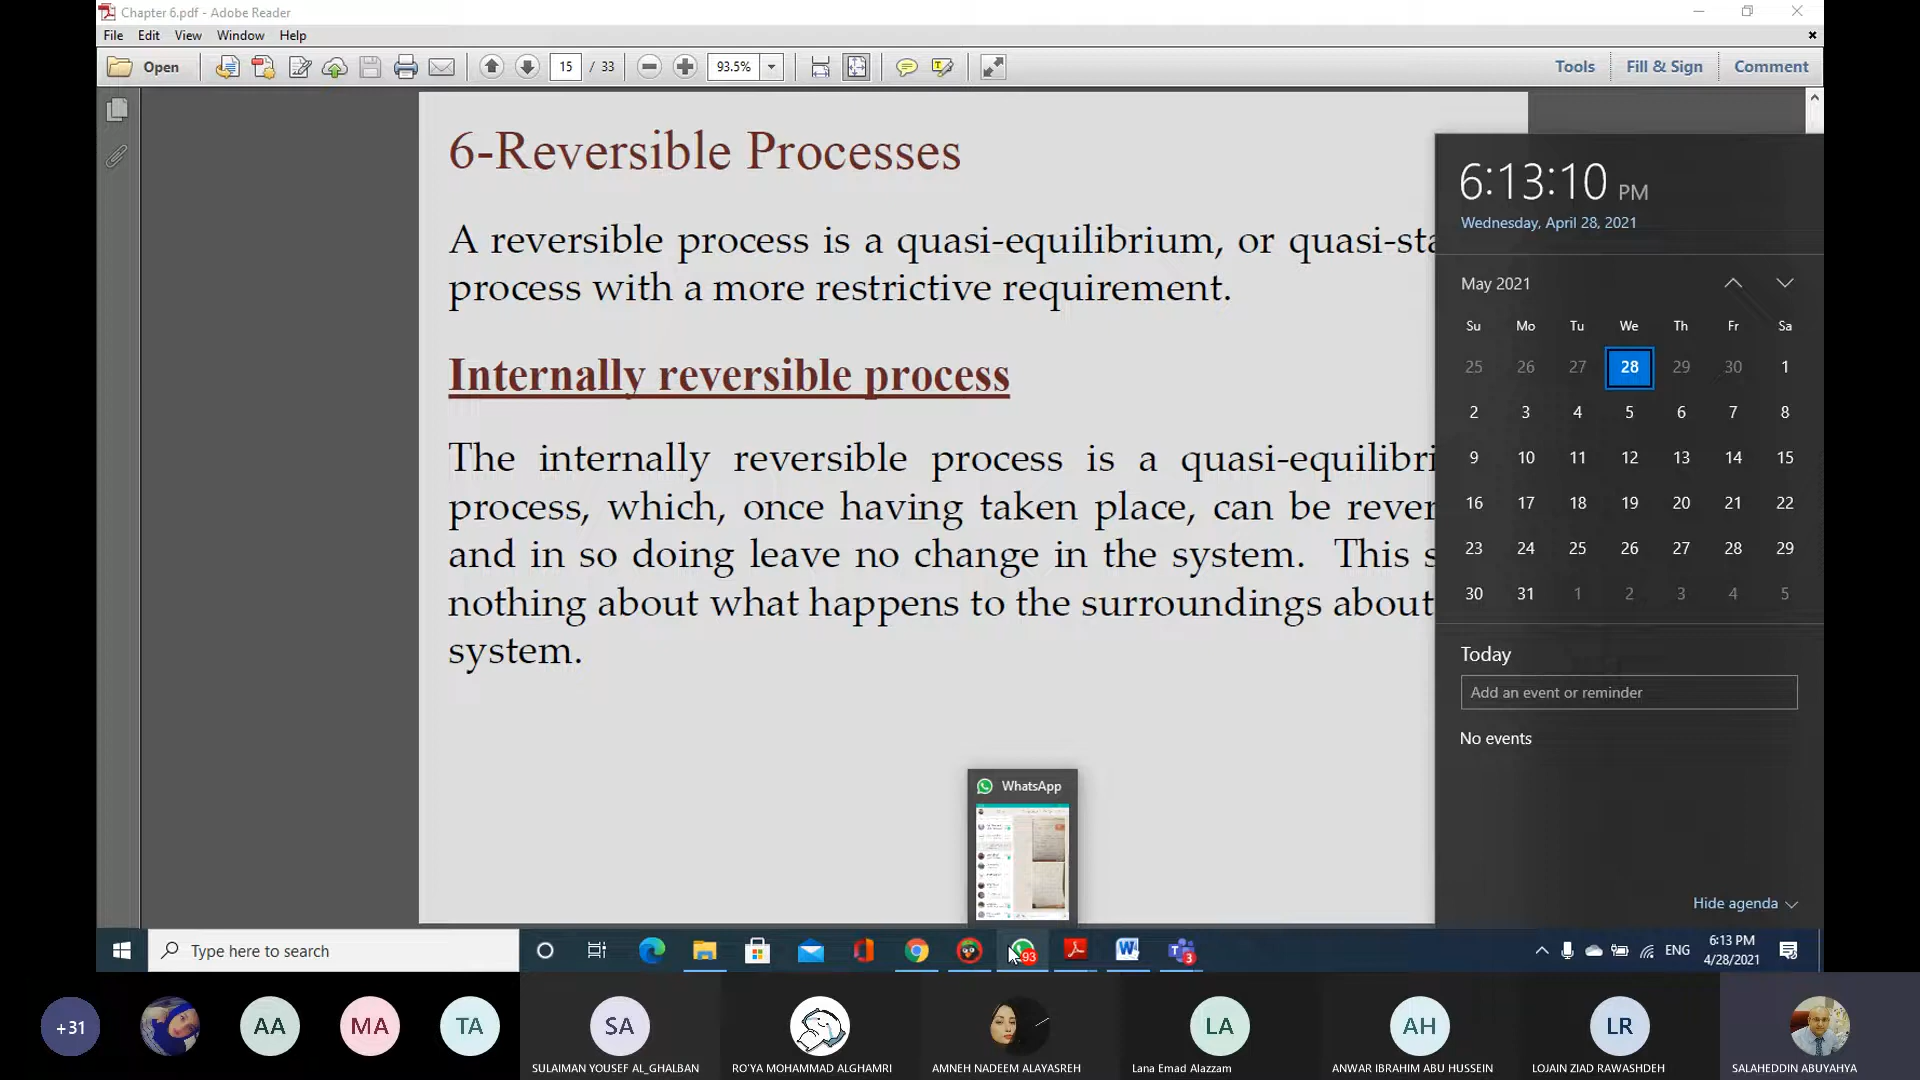 Chapter 6.pdf - Adobe Reader
File Edit View Window Help
Open 15 / 33 93.5% Tools Fill & Sign Comment
6-Reversible Processes
A reversible process is a quasi-equilibrium, or quasi-sta
process with a more restrictive requirement.
Internally reversible process
The internally reversible process is a quasi-equilibri
process, which, once having taken place, can be rever
and in so doing leave no change in the system. This s
nothing about what happens to the surroundings about
system.
6:13:10 PM
Wednesday, April 28, 2021
May 2021
Su Mo Tu We Th Fr Sa
25 26 27 28 29 30 1
2 3 4 5 6 7 8
9 10 11 12 13 14 15
16 17 18 19 20 21 22
23 24 25 26 27 28 29
30 31 1 2 3 4 5
Today
Add an event or reminder
No events
Hide agenda
WhatsApp
Type here to search
93
3
ENG
6:13 PM
4/28/2021
+31 AA MA TA SA LA AH LR
SULAIMAN YOUSEF AL_GHALBAN RO'YA MOHAMMAD ALGHAMRI AMNEH NADEEM ALAYASREH Lana Emad Alazzam ANWAR IBRAHIM ABU HUSSEIN LOJAIN ZIAD RAWASHDEH SALAHEDDIN ABUYAHYA